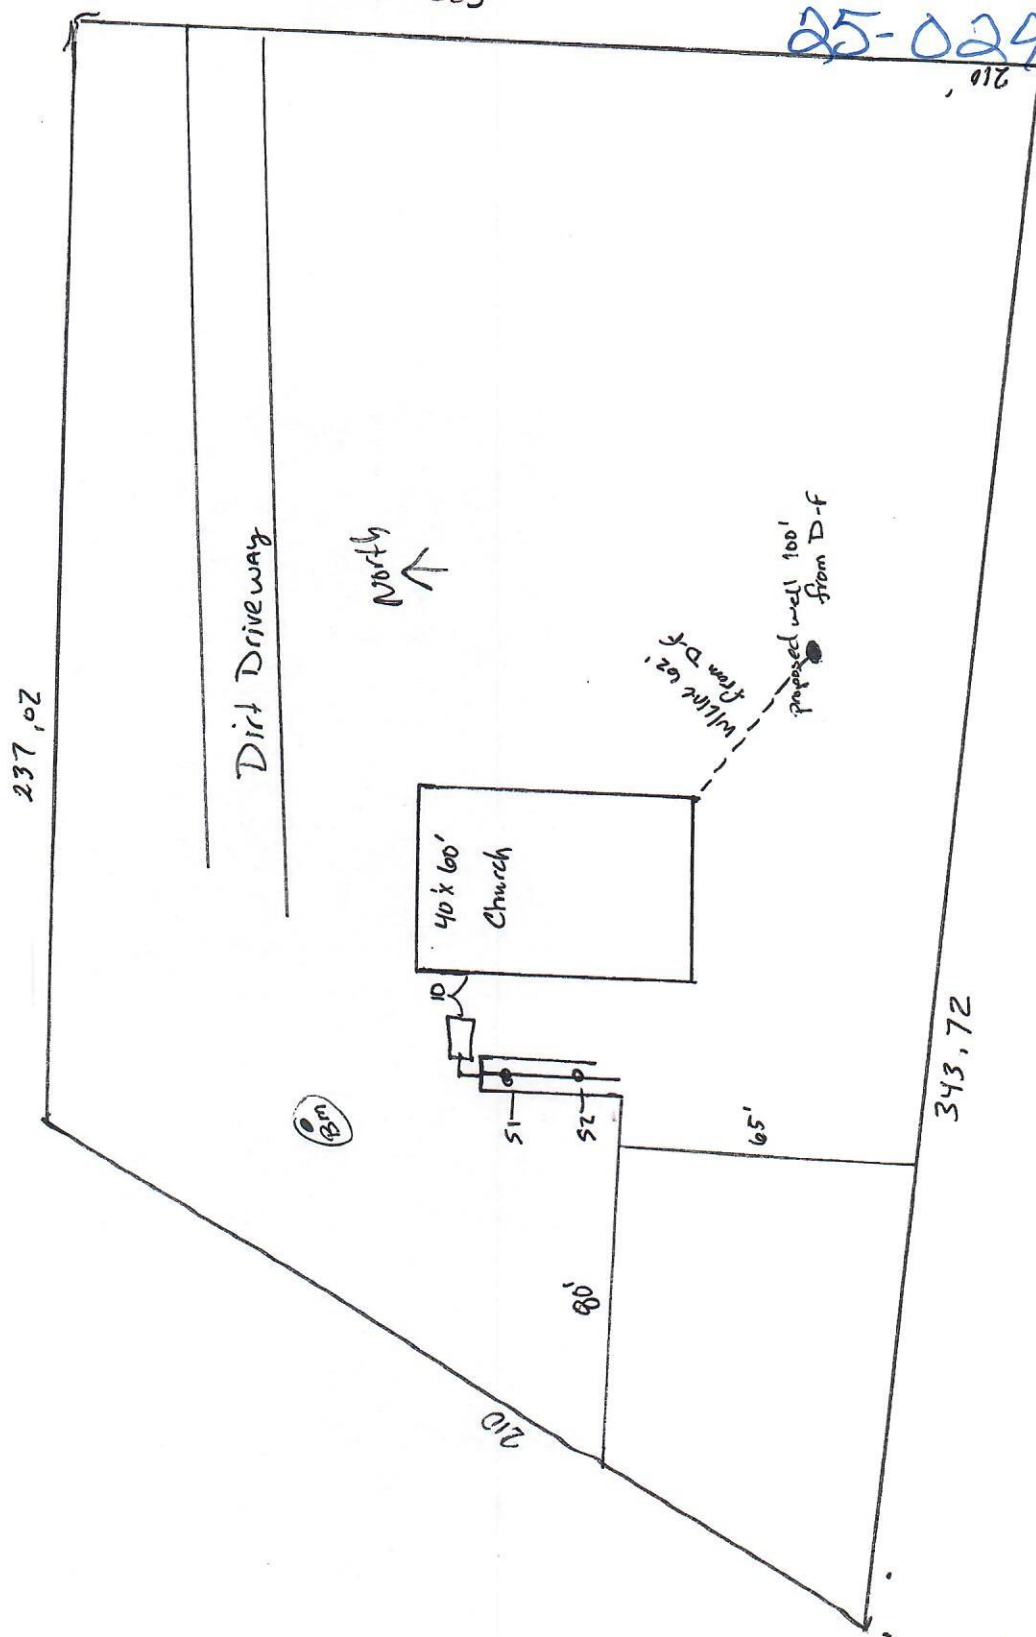 25-024
210'
237.02
Dirt Driveway
North
W/Line 62'
from D-f
proposed well 100'
from D-f
40'x60'
Church
10
BM
S1
S2
65'
80'
343.72
210